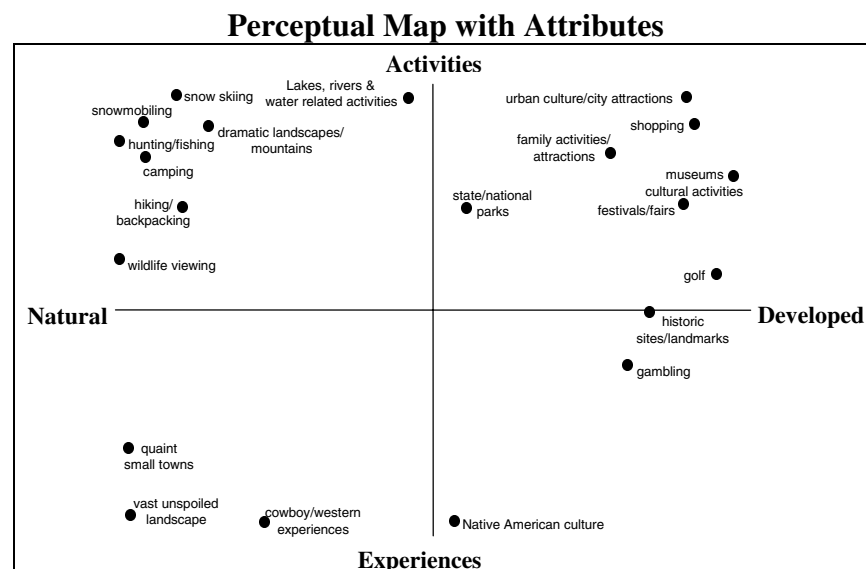 Perceptual Map with Attributes
Activities
snow skiing
Lakes, rivers &
water related activities
urban culture/city attractions
snowmobiling
dramatic landscapes/
mountains
shopping
hunting/fishing
family activities/
attractions
camping
museums
cultural activities
hiking/
backpacking
state/national
parks
festivals/fairs
wildlife viewing
golf
Natural
Developed
historic
sites/landmarks
gambling
quaint
small towns
vast unspoiled
landscape
cowboy/western
experiences
Native American culture
Experiences